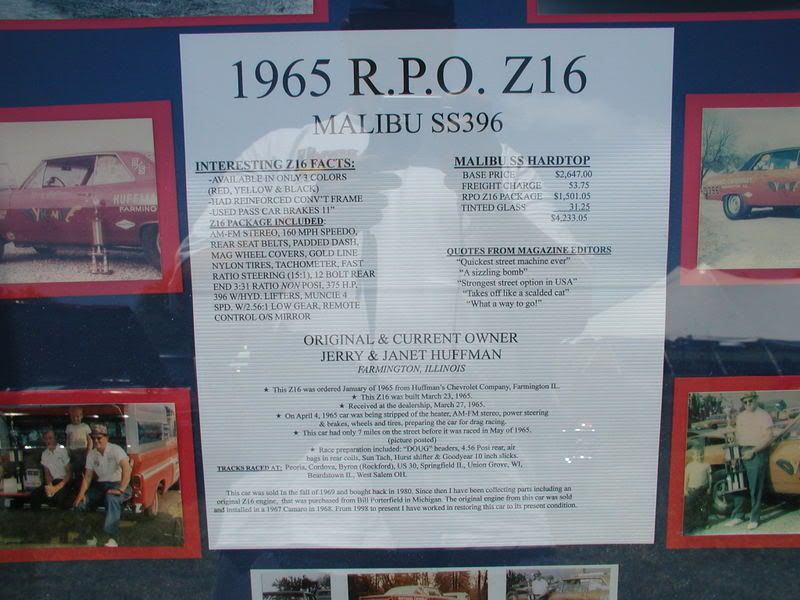 1965 R.P.O. Z16
MALIBU SS396
INTERESTING Z16 FACTS:
-AVAILABLE IN ONLY 3 COLORS
(RED, YELLOW & BLACK)
-HAD REINFORCED CONV'T FRAME
-USED PASS CAR BRAKES 11"
Z16 PACKAGE INCLUDED:
AM-FM STEREO, 160 MPH SPEEDO,
REAR SEAT BELTS, PADDED DASH,
MAG WHEEL COVERS, GOLD LINE
NYLON TIRES, TACHOMETER, FAST
RATIO STEERING (15:1), 12 BOLT REAR
END 3:31 RATIO NON POSI, 375 H.P.
396 W/HYD. LIFTERS, MUNCIE 4
SPD. W/2.56:1 LOW GEAR, REMOTE
CONTROL O/S MIRROR
MALIBU SS HARDTOP
BASE PRICE $2,647.00
FREIGHT CHARGE 53.75
RPO Z16 PACKAGE $1,501.05
TINTED GLASS 31.25
$4,233.05
QUOTES FROM MAGAZINE EDITORS
"Quickest street machine ever"
"A sizzling bomb"
"Strongest street option in USA"
"Takes off like a scalded cat"
"What a way to go!"
ORIGINAL & CURRENT OWNER
JERRY & JANET HUFFMAN
FARMINGTON, ILLINOIS
★ This Z16 was ordered January of 1965 from Huffman's Chevrolet Company, Farmington IL.
★ This Z16 was built March 23, 1965.
★ Received at the dealership, March 27, 1965.
★ On April 4, 1965 car was being stripped of the heater, AM-FM stereo, power steering
& brakes, wheels and tires, preparing the car for drag racing.
★ This car had only 7 miles on the street before it was raced in May of 1965.
(picture posted)
★ Race preparation included: "DOUG" headers, 4.56 Posi rear, air
bags in rear coils, Sun Tach, Hurst shifter & Goodyear 10 inch slicks.
TRACKS RACED AT: Peoria, Cordova, Byron (Rockford), US 30, Springfield IL, Union Grove, WI,
Beardstown IL, West Salem OH.
This car was sold in the fall of 1969 and bought back in 1980. Since then I have been collecting parts including an
original Z16 engine, that was purchased from Bill Porterfield in Michigan. The original engine from this car was sold
and installed in a 1967 Camaro in 1968. From 1998 to present I have worked in restoring this car to its present condition.
HUFFMA
FARMING